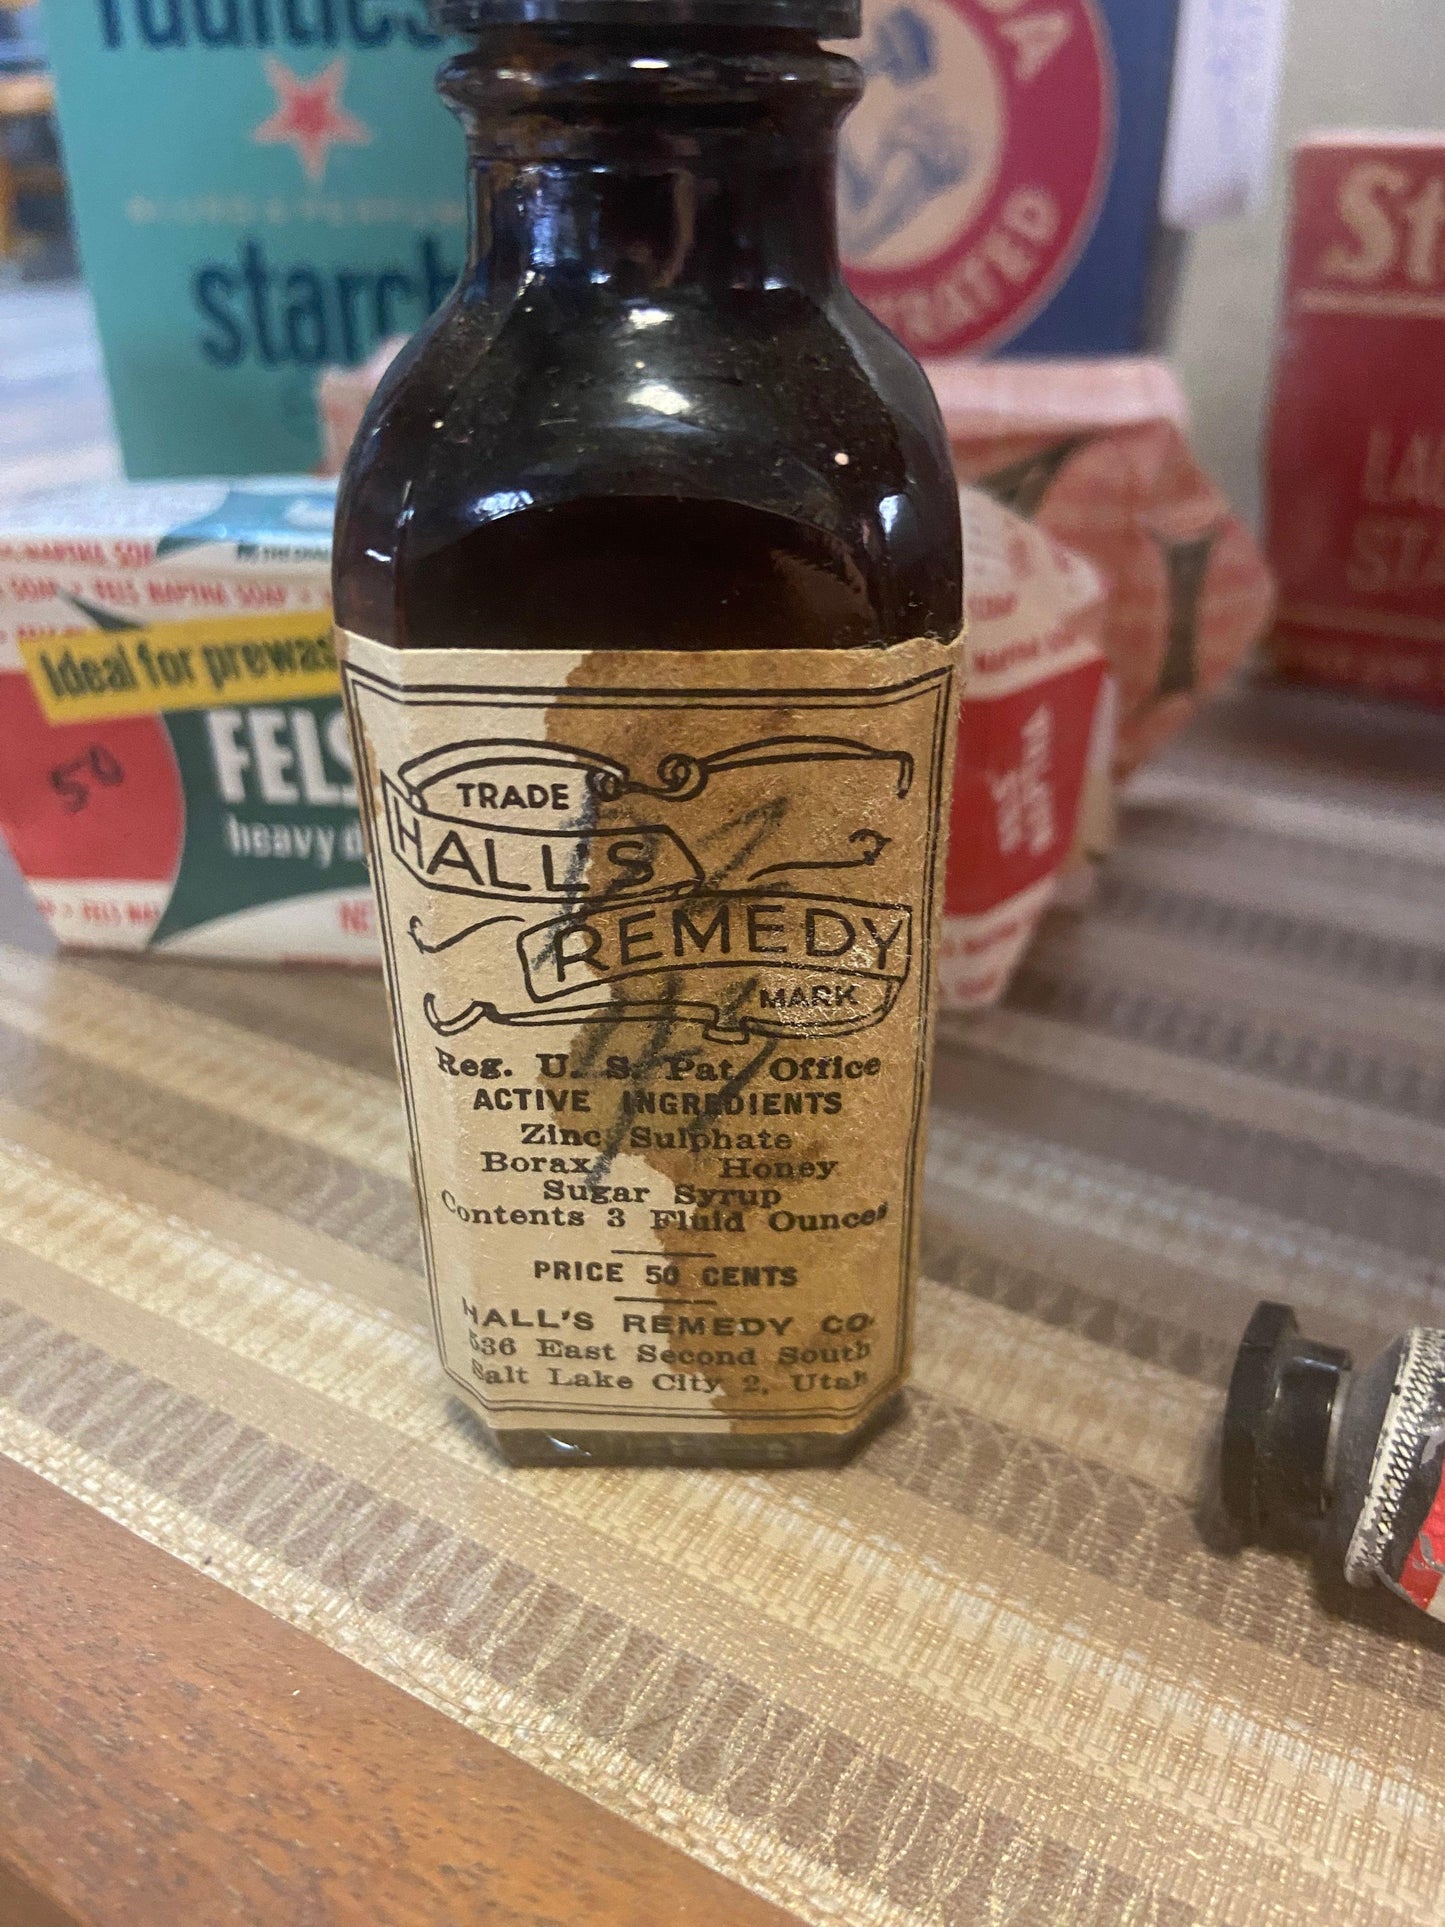 faultless
starch
St
Ideal for prewas
50
FELS
heavy d
TRADE
HALL'S
REMEDY
MARK
Reg. U. S. Pat. Office
ACTIVE INGREDIENTS
Zinc Sulphate
Borax Honey
Sugar Syrup
Contents 3 Fluid Ounces
PRICE 50 CENTS
HALL'S REMEDY CO.
536 East Second South
Salt Lake City 2, Utah